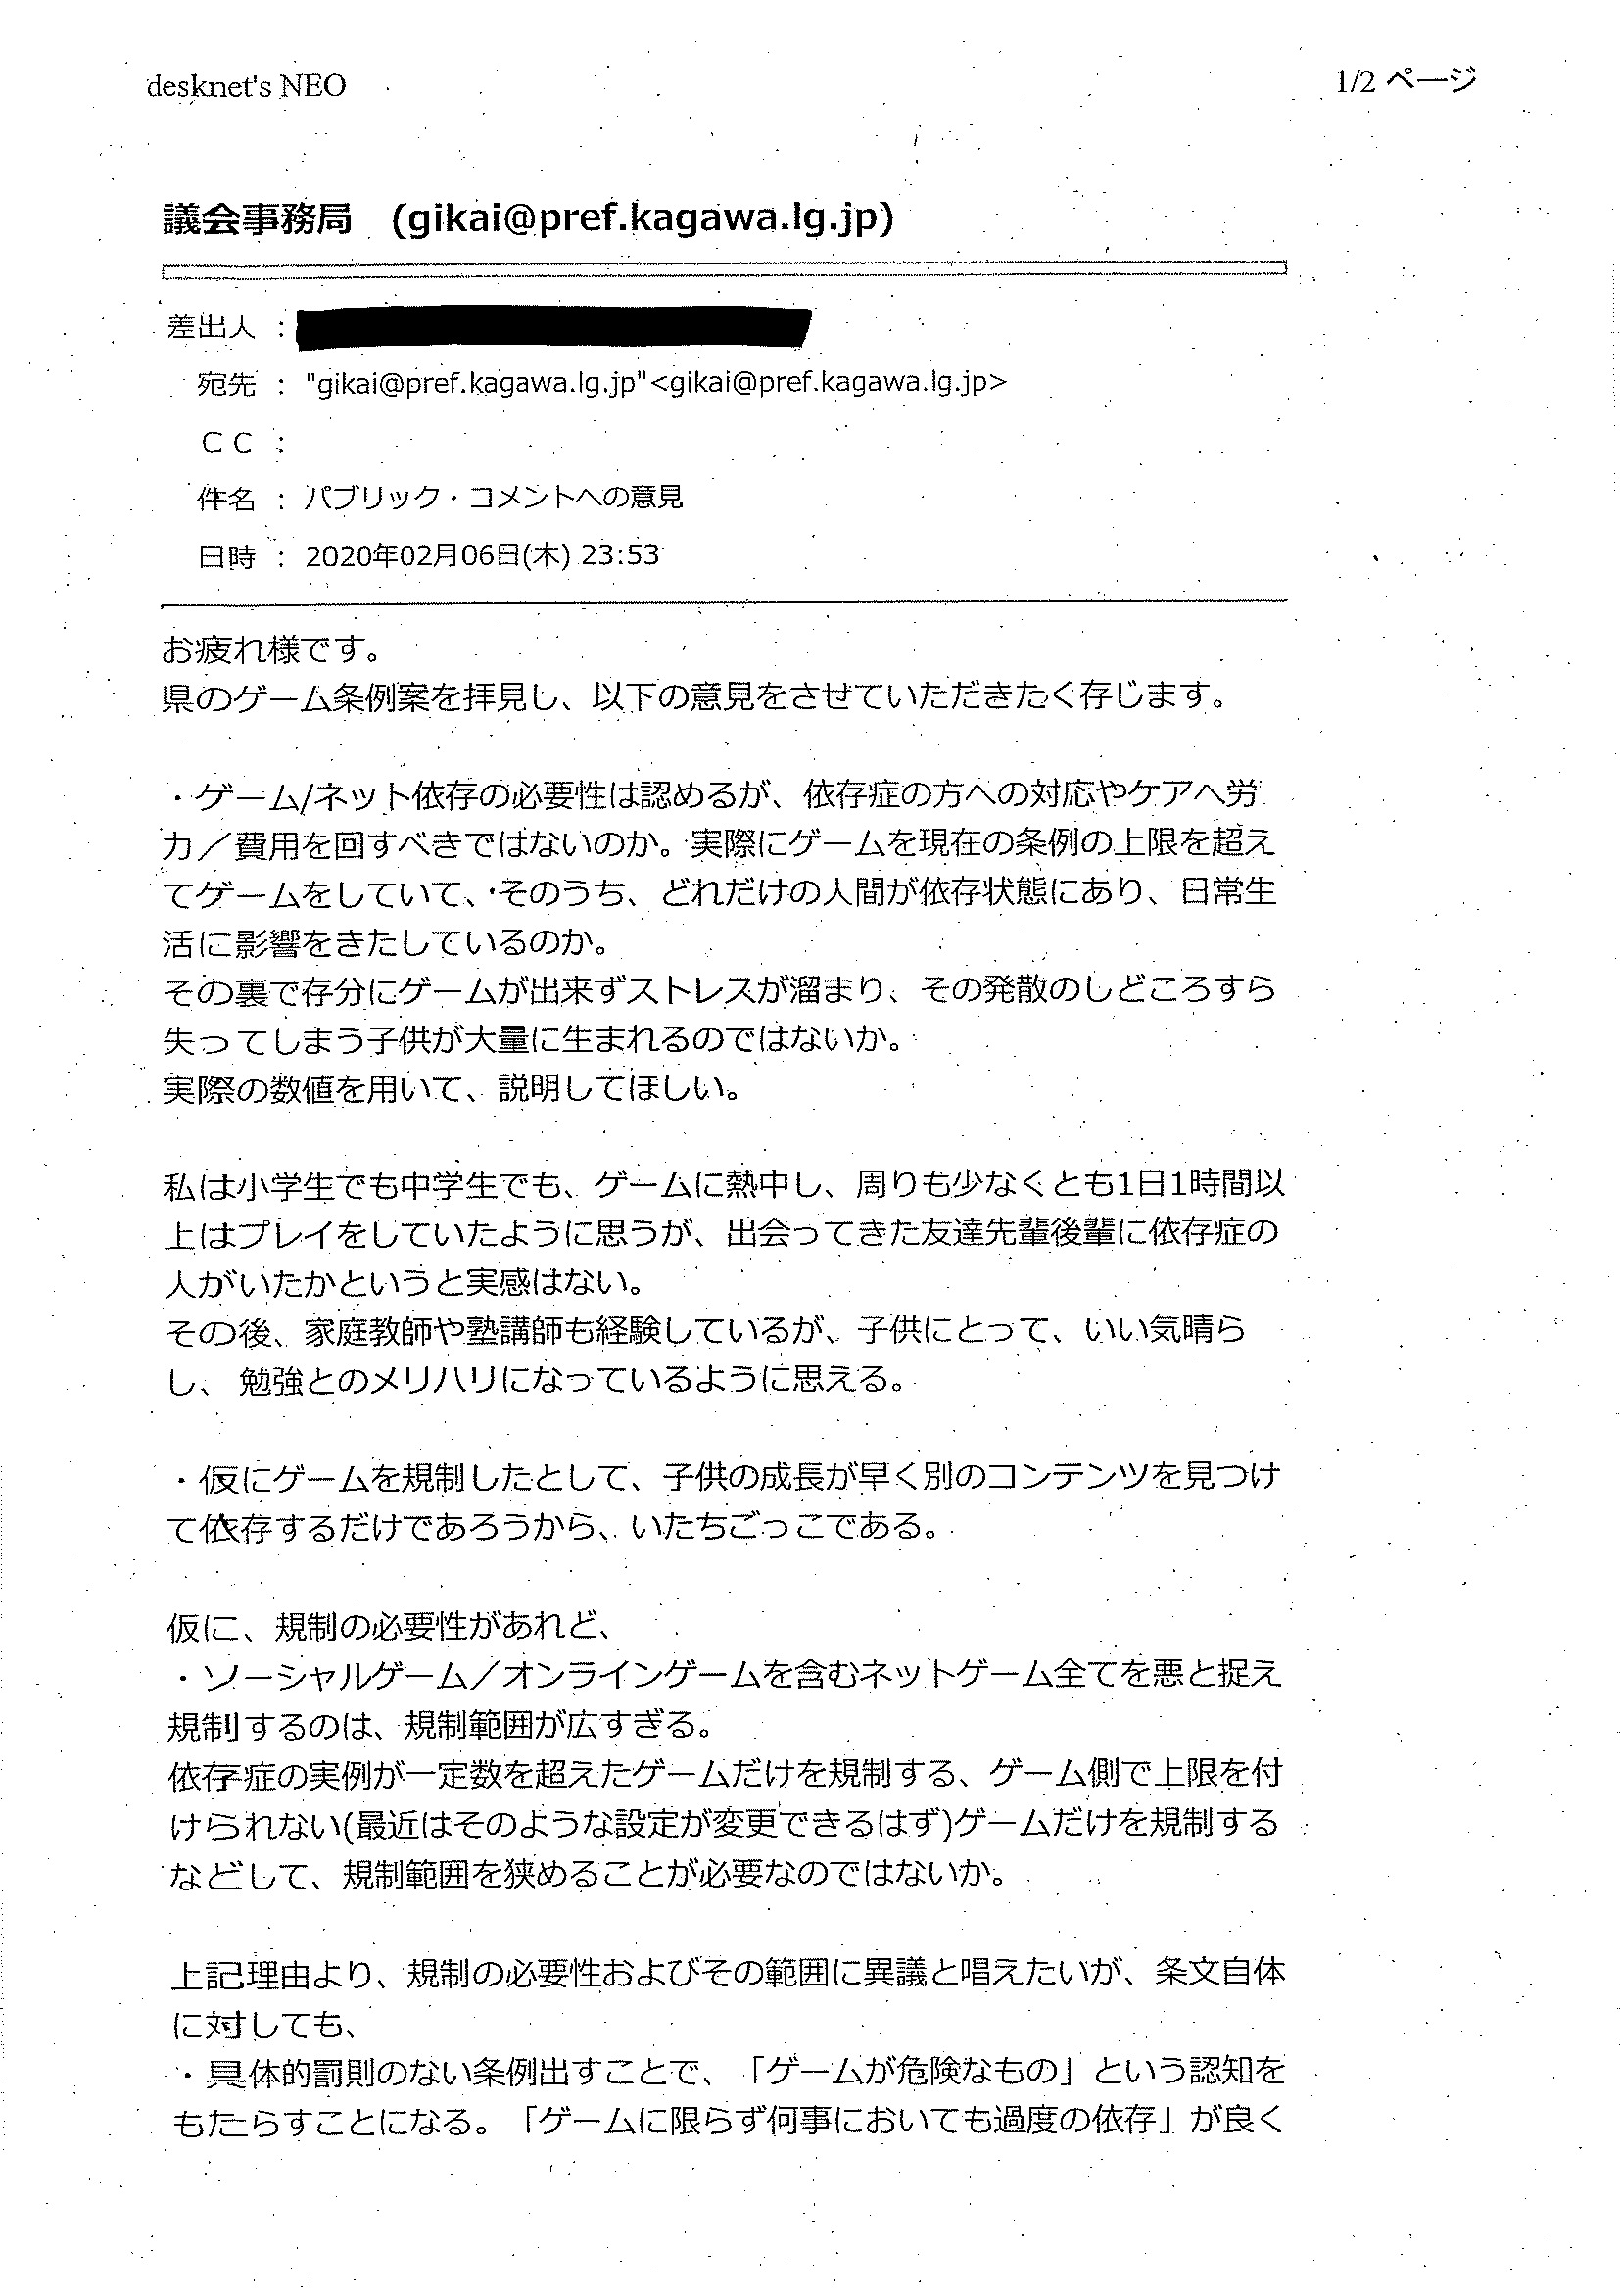 desknet's NEO
1/2 ページ
議会事務局　(gikai@pref.kagawa.lg.jp)
差出人 ：
宛先 ： "gikai@pref.kagawa.lg.jp"<gikai@pref.kagawa.lg.jp>
ＣＣ ：
件名 ： パブリック・コメントへの意見
日時 ： 2020年02月06日(木) 23:53
お疲れ様です。
県のゲーム条例案を拝見し、以下の意見をさせていただきたく存じます。
・ゲーム/ネット依存の必要性は認めるが、依存症の方への対応やケアへ労
力／費用を回すべきではないのか。実際にゲームを現在の条例の上限を超え
てゲームをしていて、そのうち、どれだけの人間が依存状態にあり、日常生
活に影響をきたしているのか。
その裏で存分にゲームが出来ずストレスが溜まり、その発散のしどころすら
失ってしまう子供が大量に生まれるのではないか。
実際の数値を用いて、説明してほしい。
私は小学生でも中学生でも、ゲームに熱中し、周りも少なくとも1日1時間以
上はプレイをしていたように思うが、出会ってきた友達先輩後輩に依存症の
人がいたかというと実感はない。
その後、家庭教師や塾講師も経験しているが、子供にとって、いい気晴ら
し、勉強とのメリハリになっているように思える。
・仮にゲームを規制したとして、子供の成長が早く別のコンテンツを見つけ
て依存するだけであろうから、いたちごっこである。
仮に、規制の必要性があれど、
・ソーシャルゲーム／オンラインゲームを含むネットゲーム全てを悪と捉え
規制するのは、規制範囲が広すぎる。
依存症の実例が一定数を超えたゲームだけを規制する、ゲーム側で上限を付
けられない(最近はそのような設定が変更できるはず)ゲームだけを規制する
などして、規制範囲を狭めることが必要なのではないか。
上記理由より、規制の必要性およびその範囲に異議と唱えたいが、条文自体
に対しても、
・具体的罰則のない条例出すことで、「ゲームが危険なもの」という認知を
もたらすことになる。「ゲームに限らず何事においても過度の依存」が良く